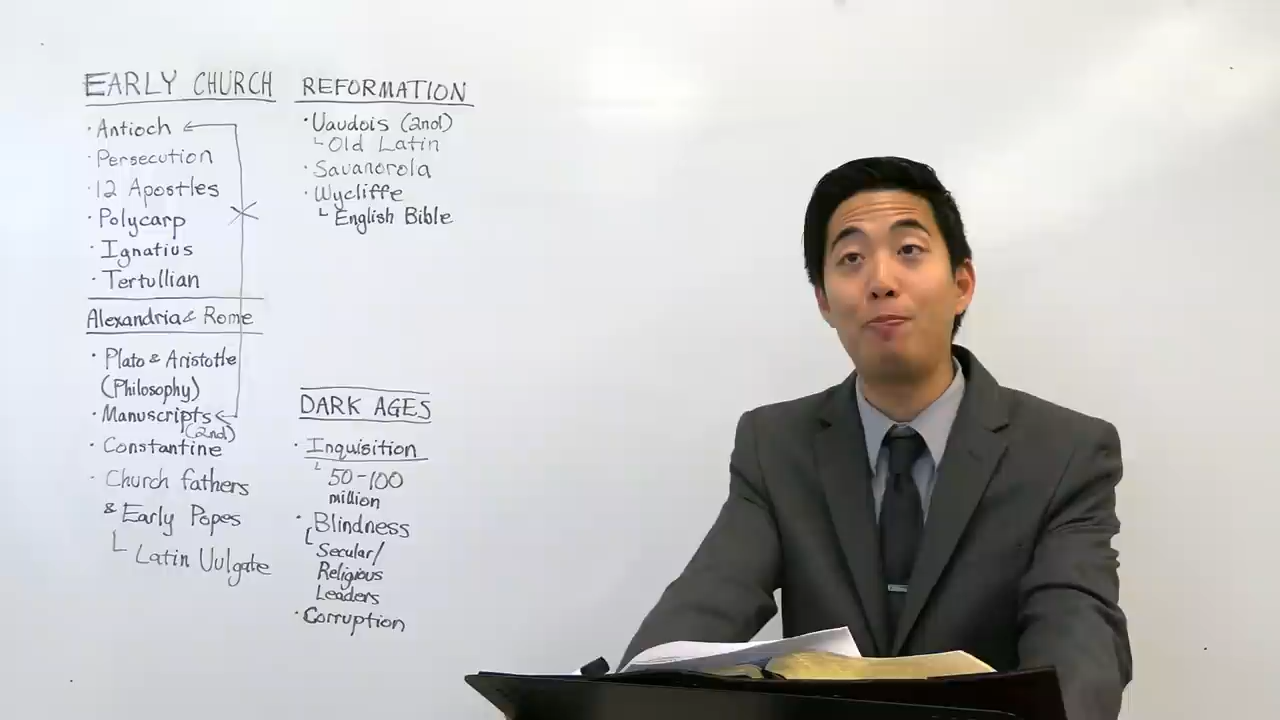 EARLY CHURCH
· Antioch
· Persecution
· 12 Apostles
· Polycarp
· Ignatius
· Tertullian
Alexandria & Rome
· Plato & Aristotle
(Philosophy)
· Manuscripts
(2nd)
· Constantine
· Church fathers
& Early Popes
Latin Vulgate
REFORMATION
· Vaudois (2nd)
Old Latin
· Savanorola
· Wycliffe
English Bible
DARK AGES
· Inquisition
50-100
million
· Blindness
Secular/
Religious
Leaders
· Corruption